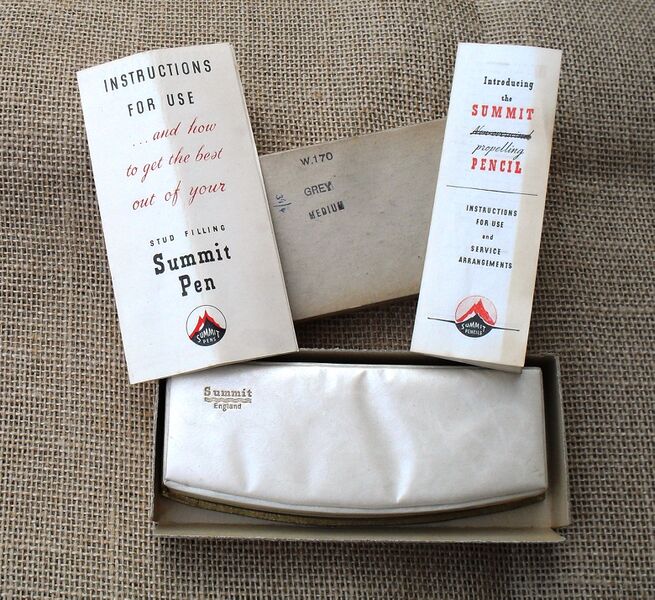 INSTRUCTIONS
FOR USE
...and how
to get the best
out of your
STUD FILLING
Summit
Pen
SUMMIT
PENS
W.170
GREY
MEDIUM
Introducing
the
SUMMIT
propelling
PENCIL
INSTRUCTIONS
FOR USE
and
SERVICE
ARRANGEMENTS
SUMMIT
PENCILS
Summit
England